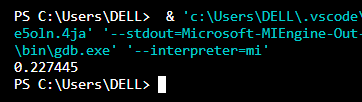 PS C:\Users\DELL>  & 'c:\Users\DELL\.vscode\
e5oln.4ja' '--stdout=Microsoft-MIEngine-Out-
\bin\gdb.exe' '--interpreter=mi'
0.227445
PS C:\Users\DELL>